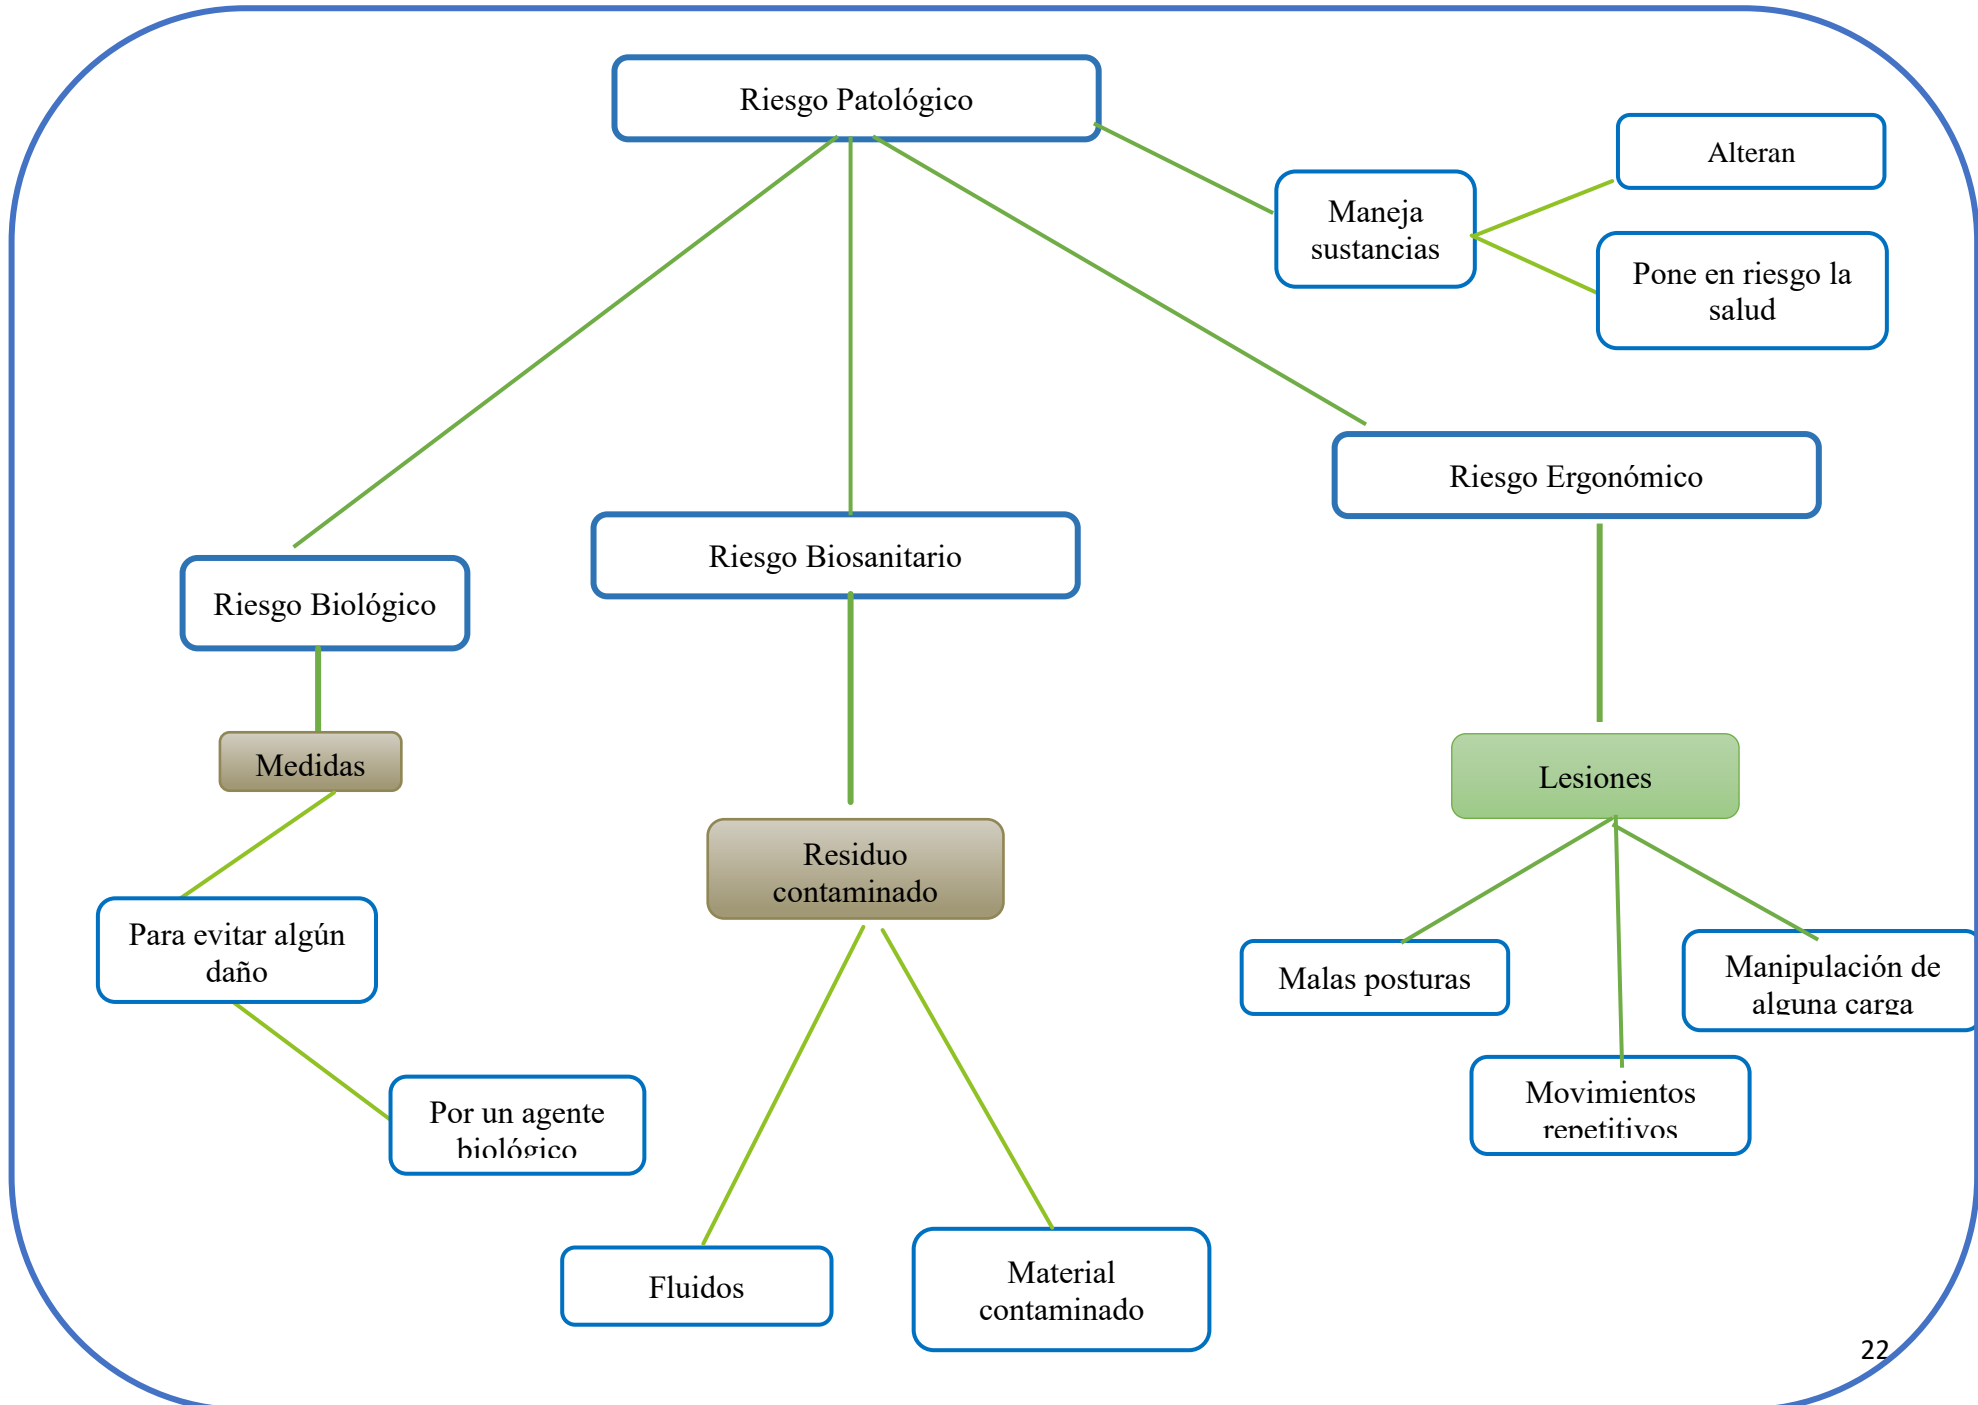 Riesgo Patológico
Alteran
Maneja
sustancias
Pone en riesgo la
salud
Riesgo Ergonómico
Riesgo Biosanitario
Riesgo Biológico
Medidas
Lesiones
Residuo
contaminado
Para evitar algún
daño
Malas posturas
Manipulación de
alguna carga
Por un agente
biológico
Movimientos
repetitivos
Fluidos
Material
contaminado
22